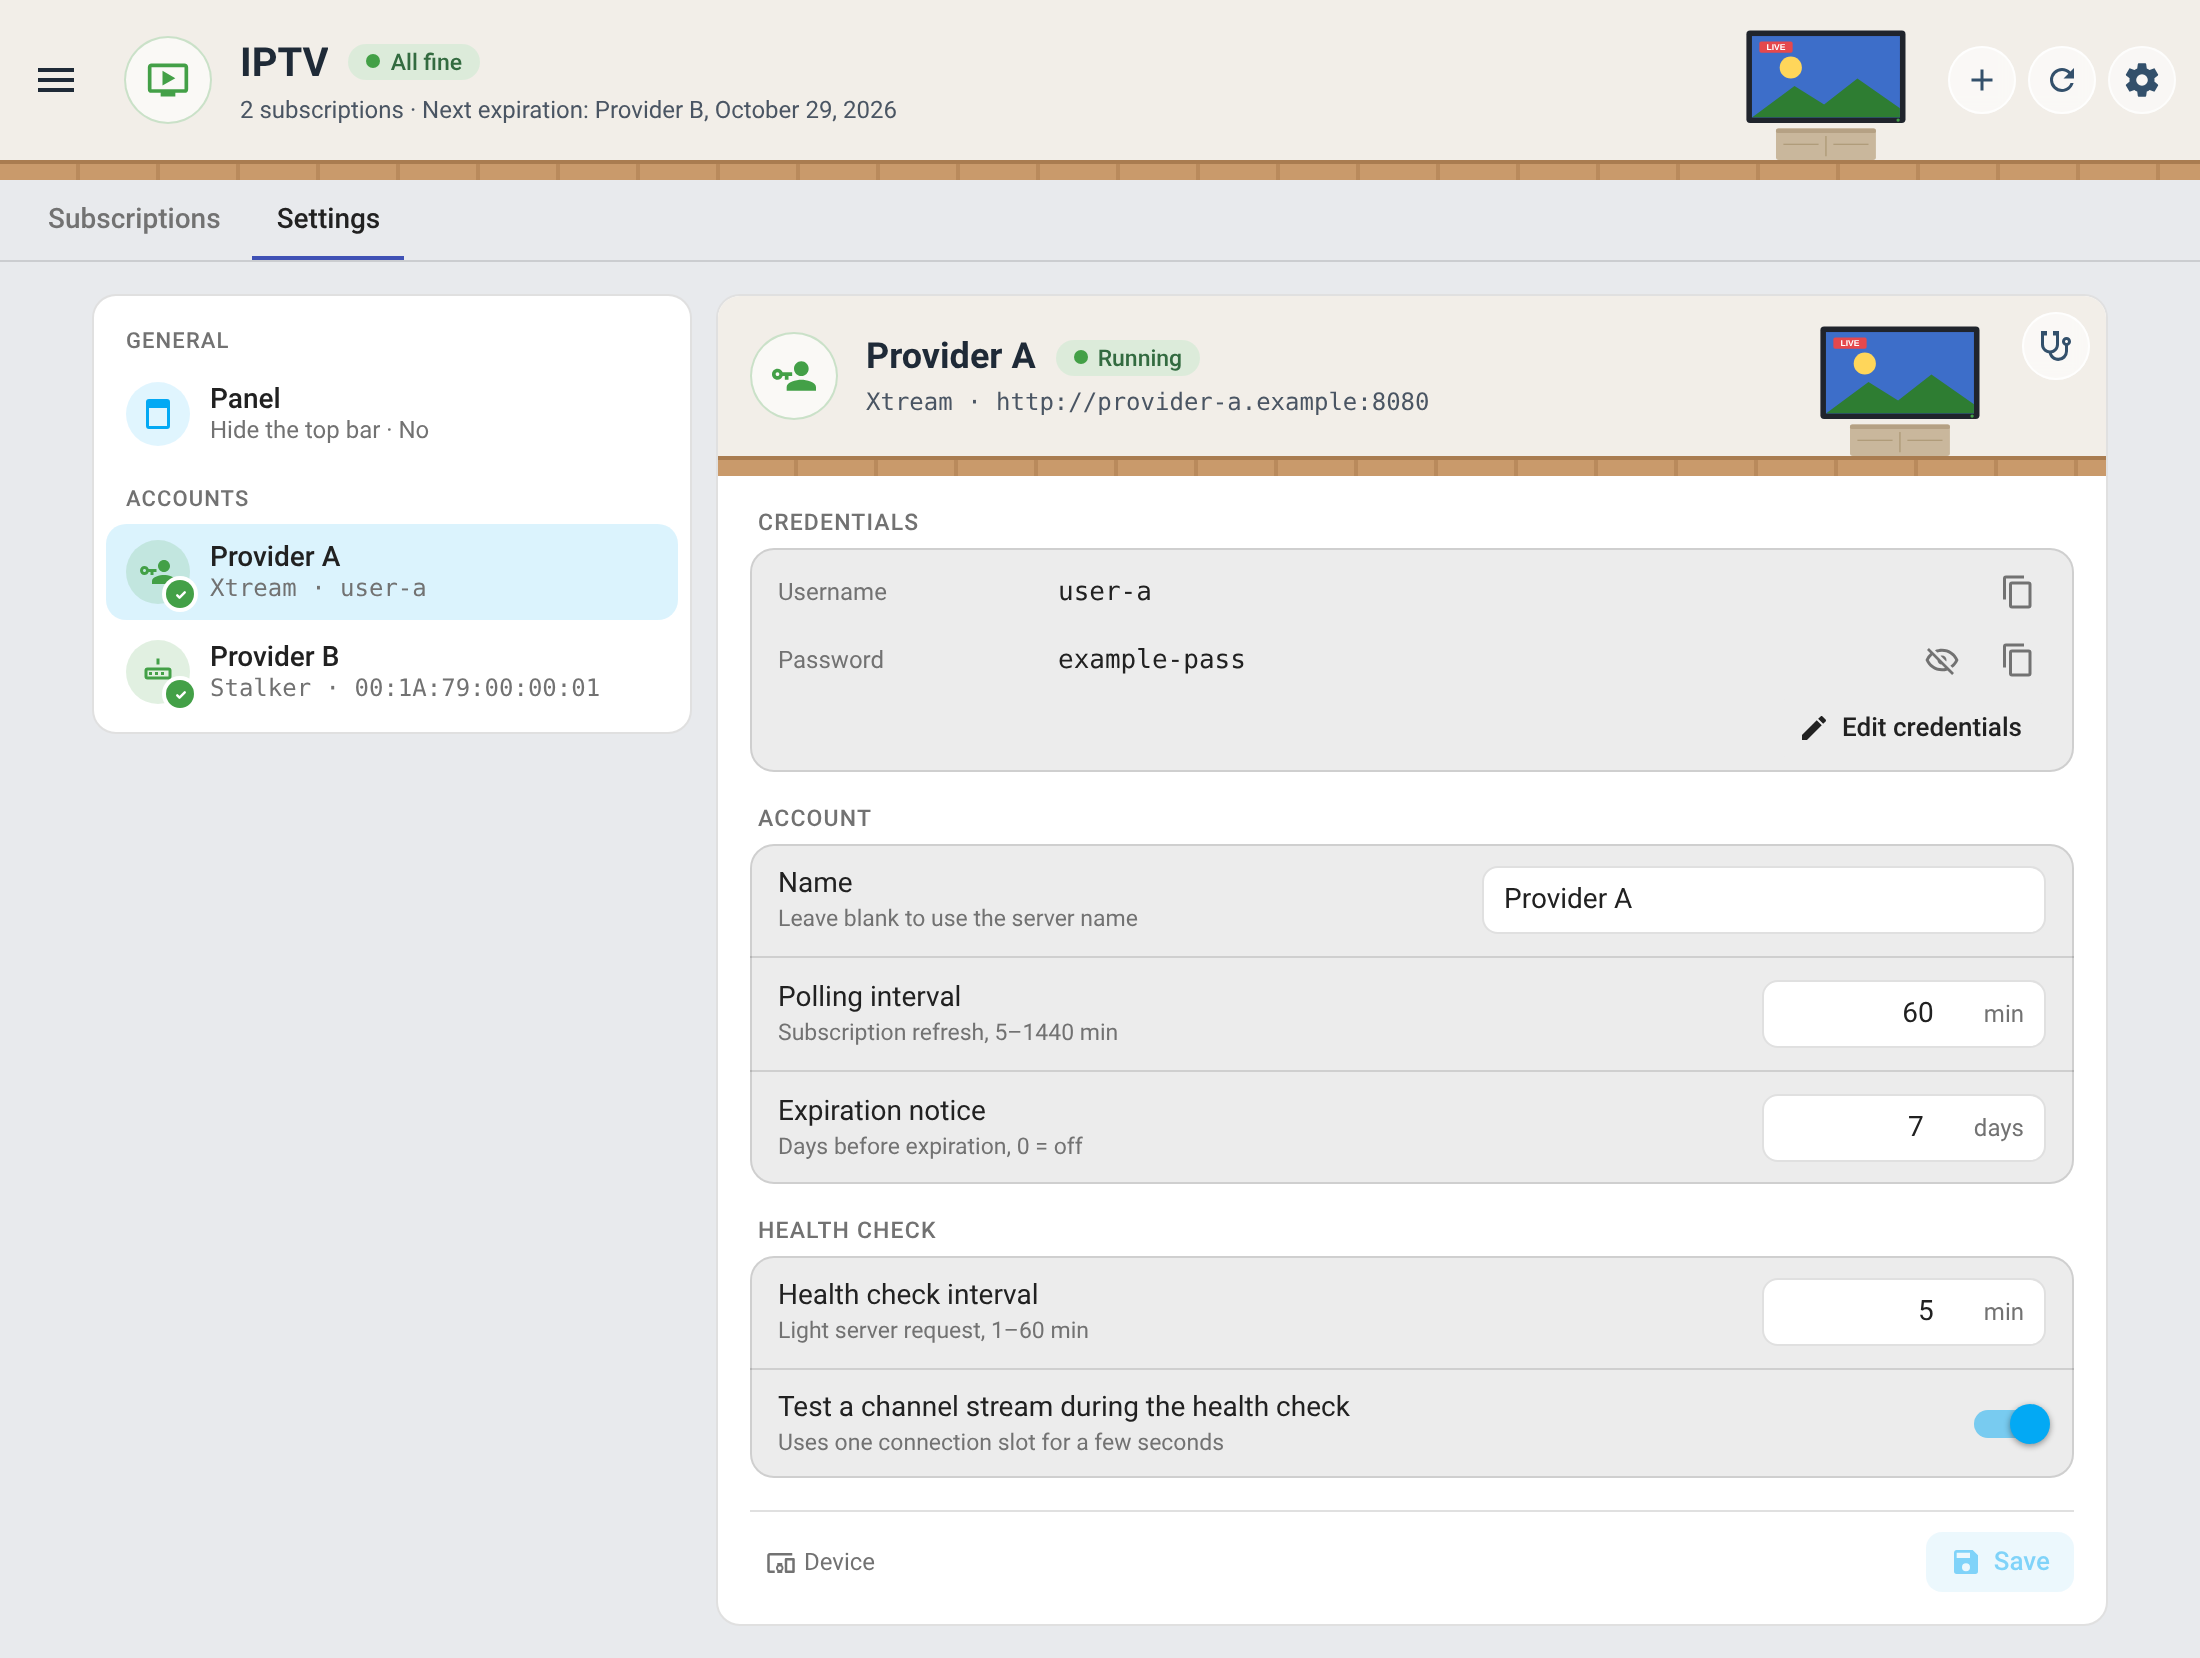 IPTV
All fine
2 subscriptions · Next expiration: Provider B, October 29, 2026
LIVE
Subscriptions
Settings
GENERAL
Panel
Hide the top bar · No
ACCOUNTS
Provider A
Xtream · user-a
Provider B
Stalker · 00:1A:79:00:00:01
Provider A
Running
Xtream · http://provider-a.example:8080
LIVE
CREDENTIALS
Username
user-a
Password
example-pass
Edit credentials
ACCOUNT
Name
Leave blank to use the server name
Provider A
Polling interval
Subscription refresh, 5–1440 min
60 min
Expiration notice
Days before expiration, 0 = off
7 days
HEALTH CHECK
Health check interval
Light server request, 1–60 min
5 min
Test a channel stream during the health check
Uses one connection slot for a few seconds
Device
Save